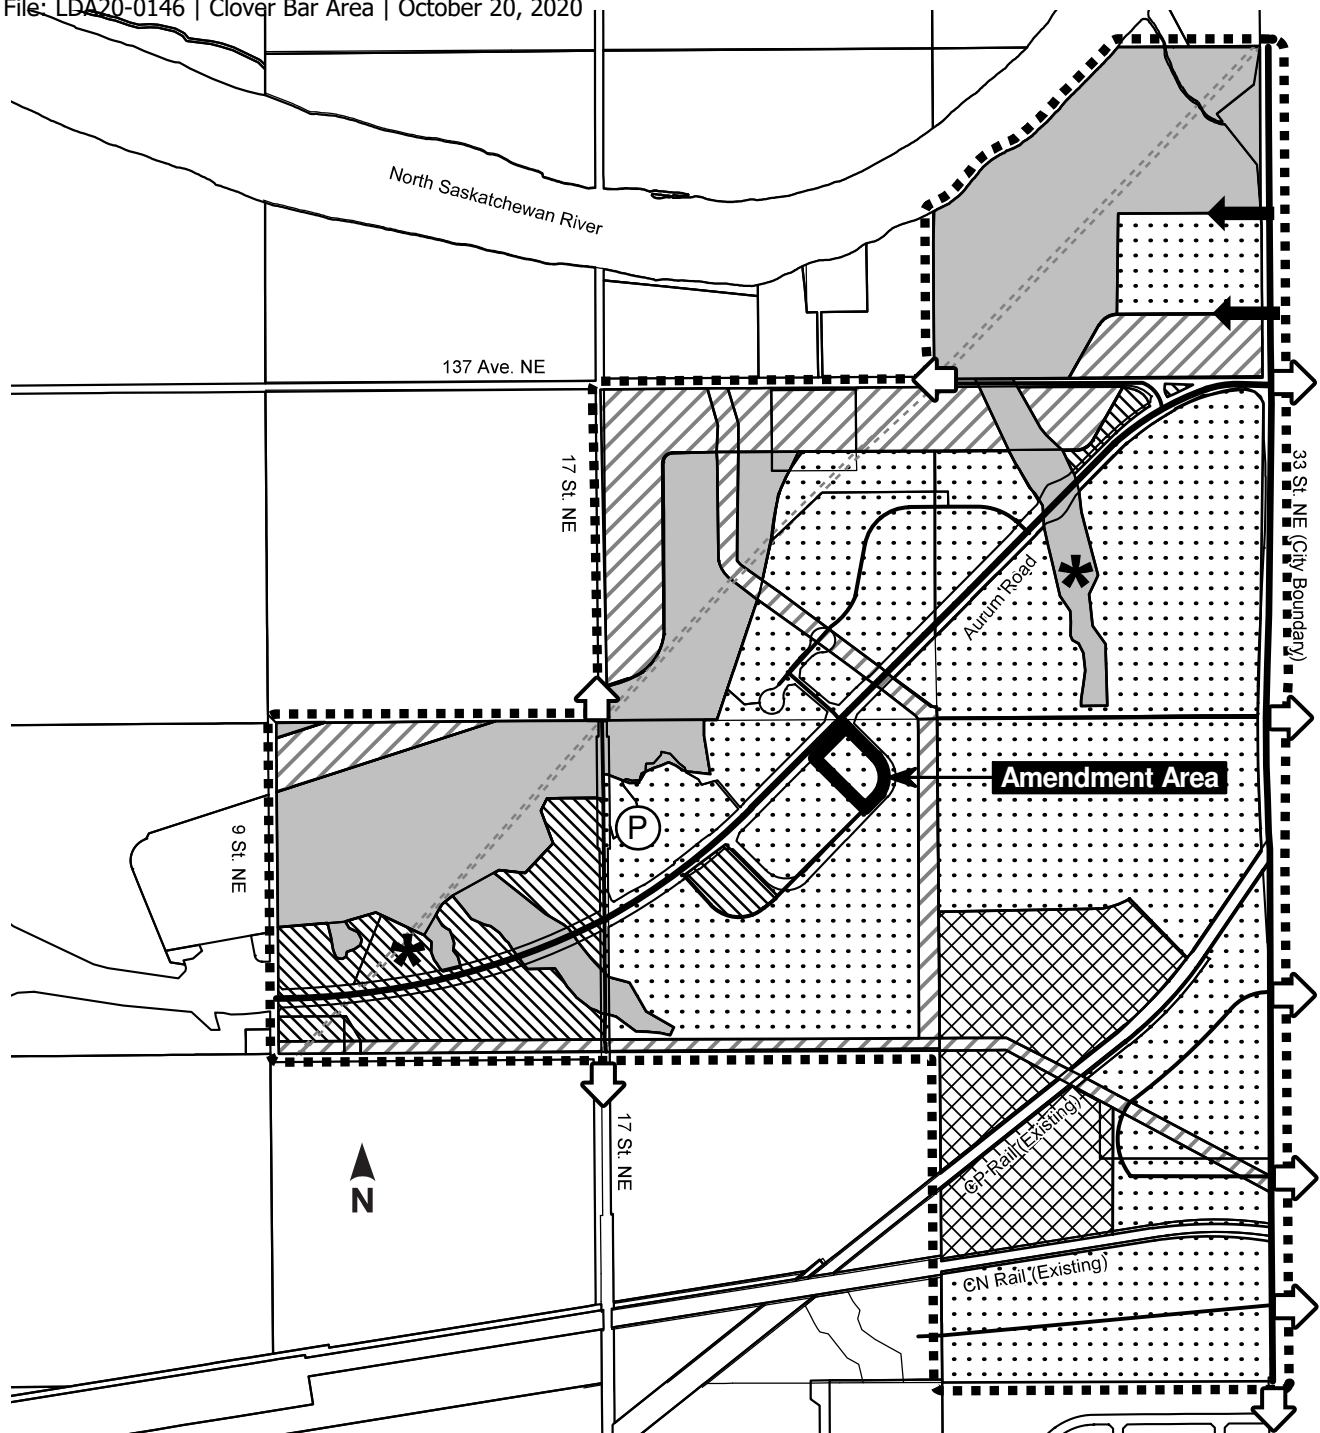 File: LDA20-0146 | Clover Bar Area | October 20, 2020
North Saskatchewan River
137 Ave. NE
17 St. NE
33 St. NE (City Boundary)
Aurum Road
*
Amendment Area
P
9 St. NE
*
17 St. NE
CP Rail (Existing)
N
CN Rail (Existing)